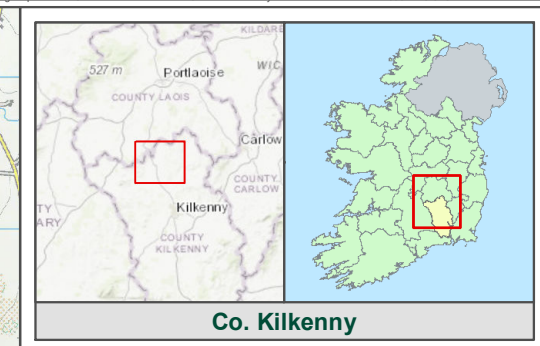 KILDARE
527 m
Portlaoise
WIC
COUNTY LAOIS
Carlow
COUNTY
CARLOW
TY
ARY
Kilkenny
COUNTY
KILKENNY
Co. Kilkenny